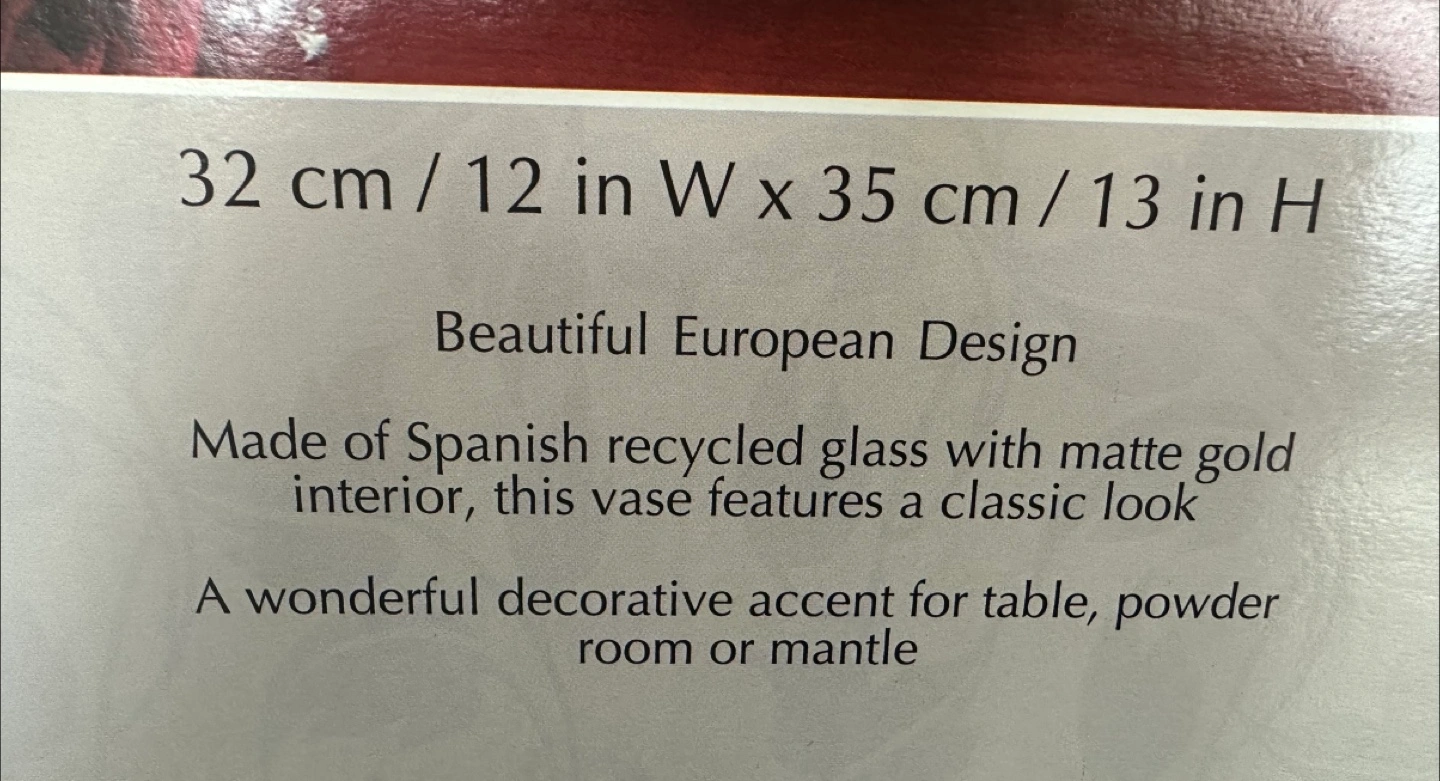 32 cm / 12 in W x 35 cm / 13 in H
Beautiful European Design
Made of Spanish recycled glass with matte gold
interior, this vase features a classic look
A wonderful decorative accent for table, powder
room or mantle